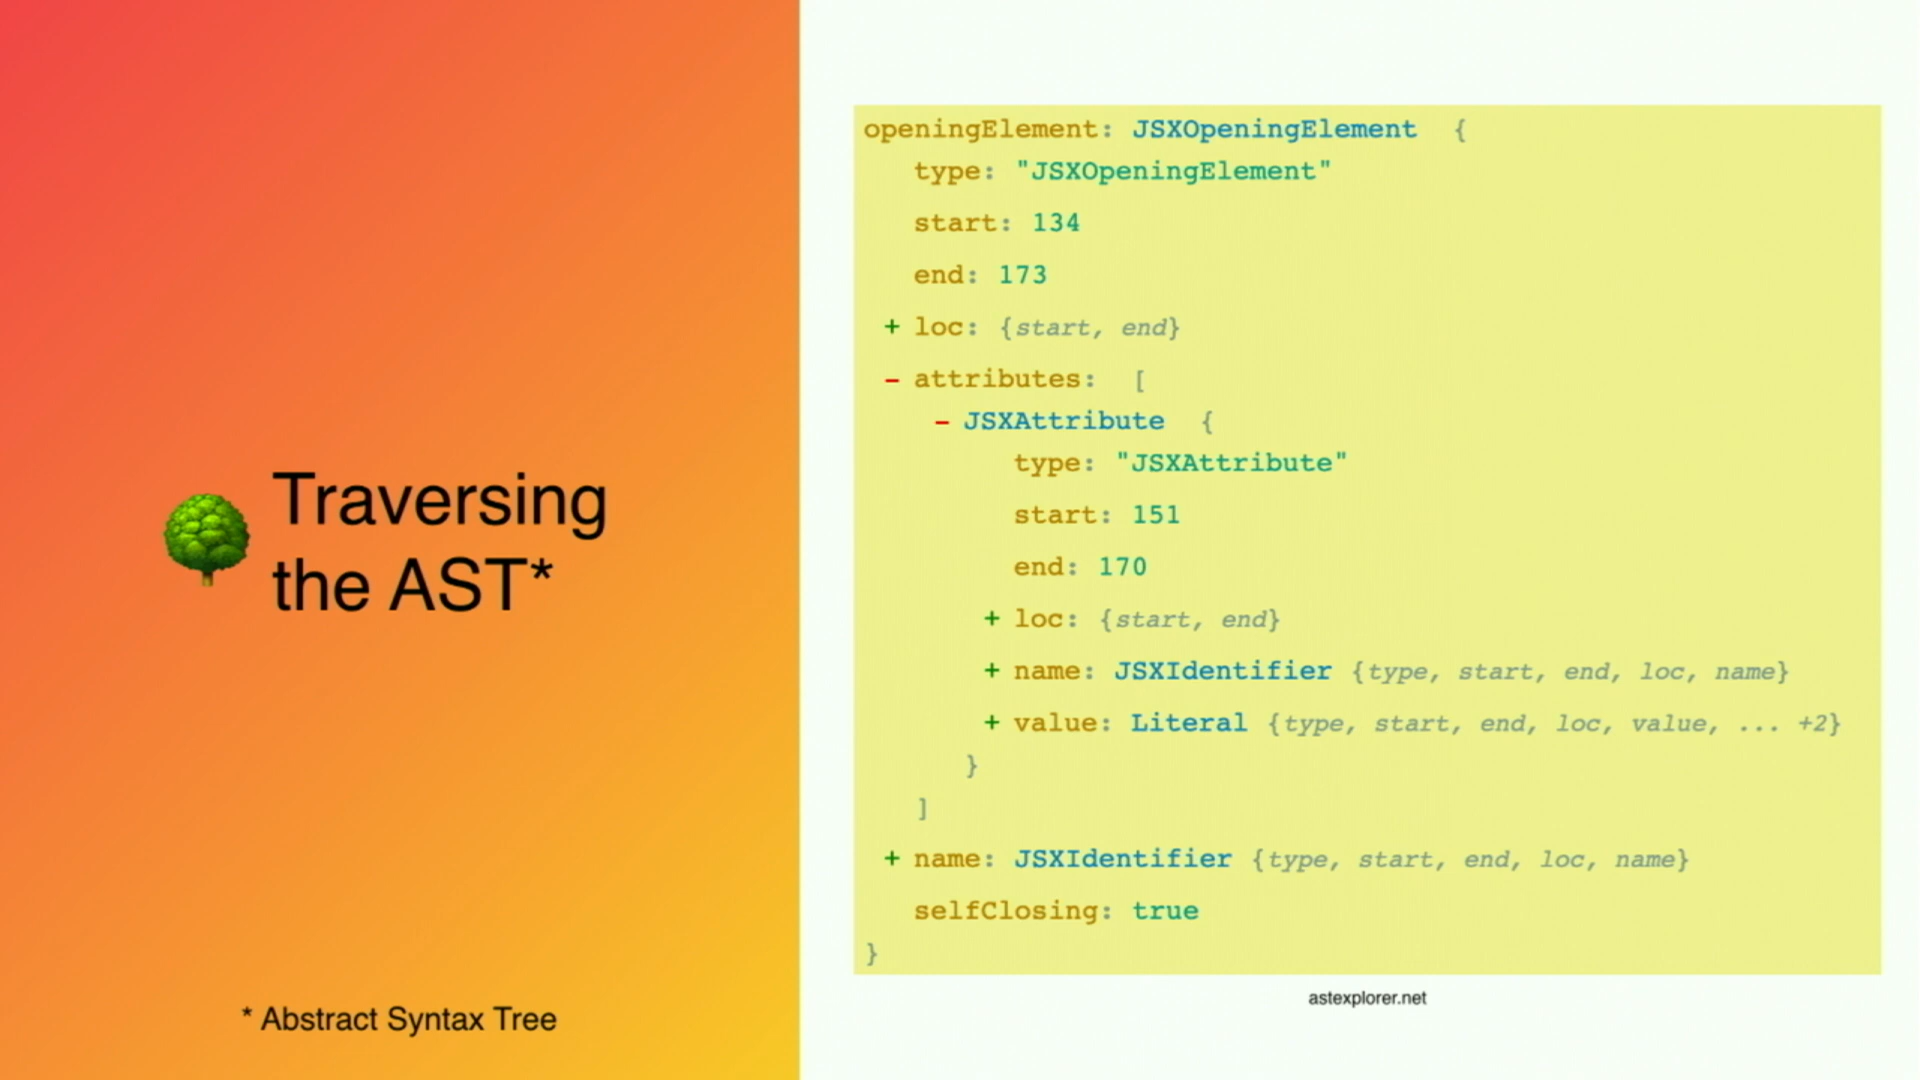 Traversing
the AST*
* Abstract Syntax Tree
openingElement: JSXOpeningElement {
type: "JSXOpeningElement"
start: 134
end: 173
+ loc: {start, end}
- attributes: [
- JSXAttribute {
type: "JSXAttribute"
start: 151
end: 170
+ loc: {start, end}
+ name: JSXIdentifier {type, start, end, loc, name}
+ value: Literal {type, start, end, loc, value, ... +2}
}
]
+ name: JSXIdentifier {type, start, end, loc, name}
selfClosing: true
}
astexplorer.net